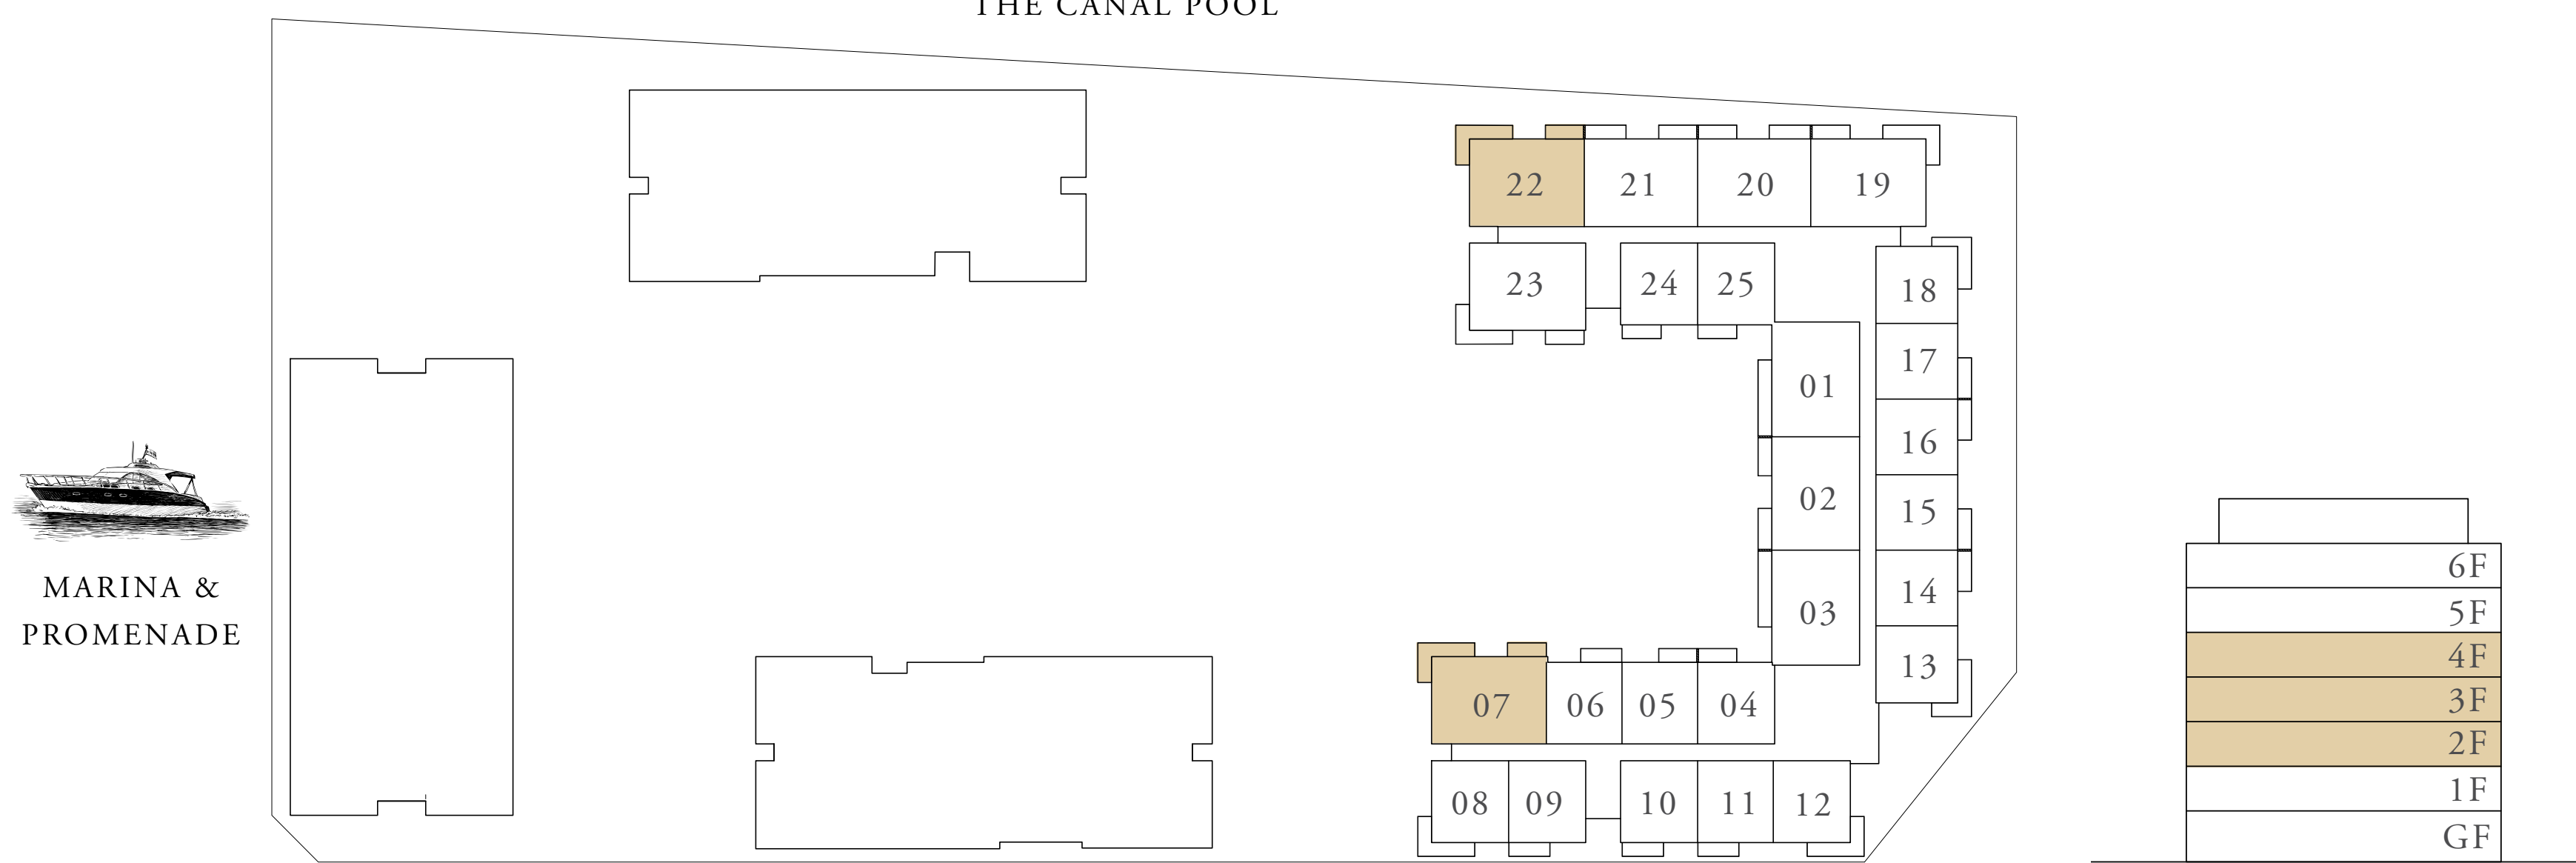 THE CANAL POOL
22 21 20 19
23 24 25
18
17
01
16
02
15
14
03
13
07 06 05 04
08 09 10 11 12
MARINA &
PROMENADE
6F
5F
4F
3F
2F
1F
GF